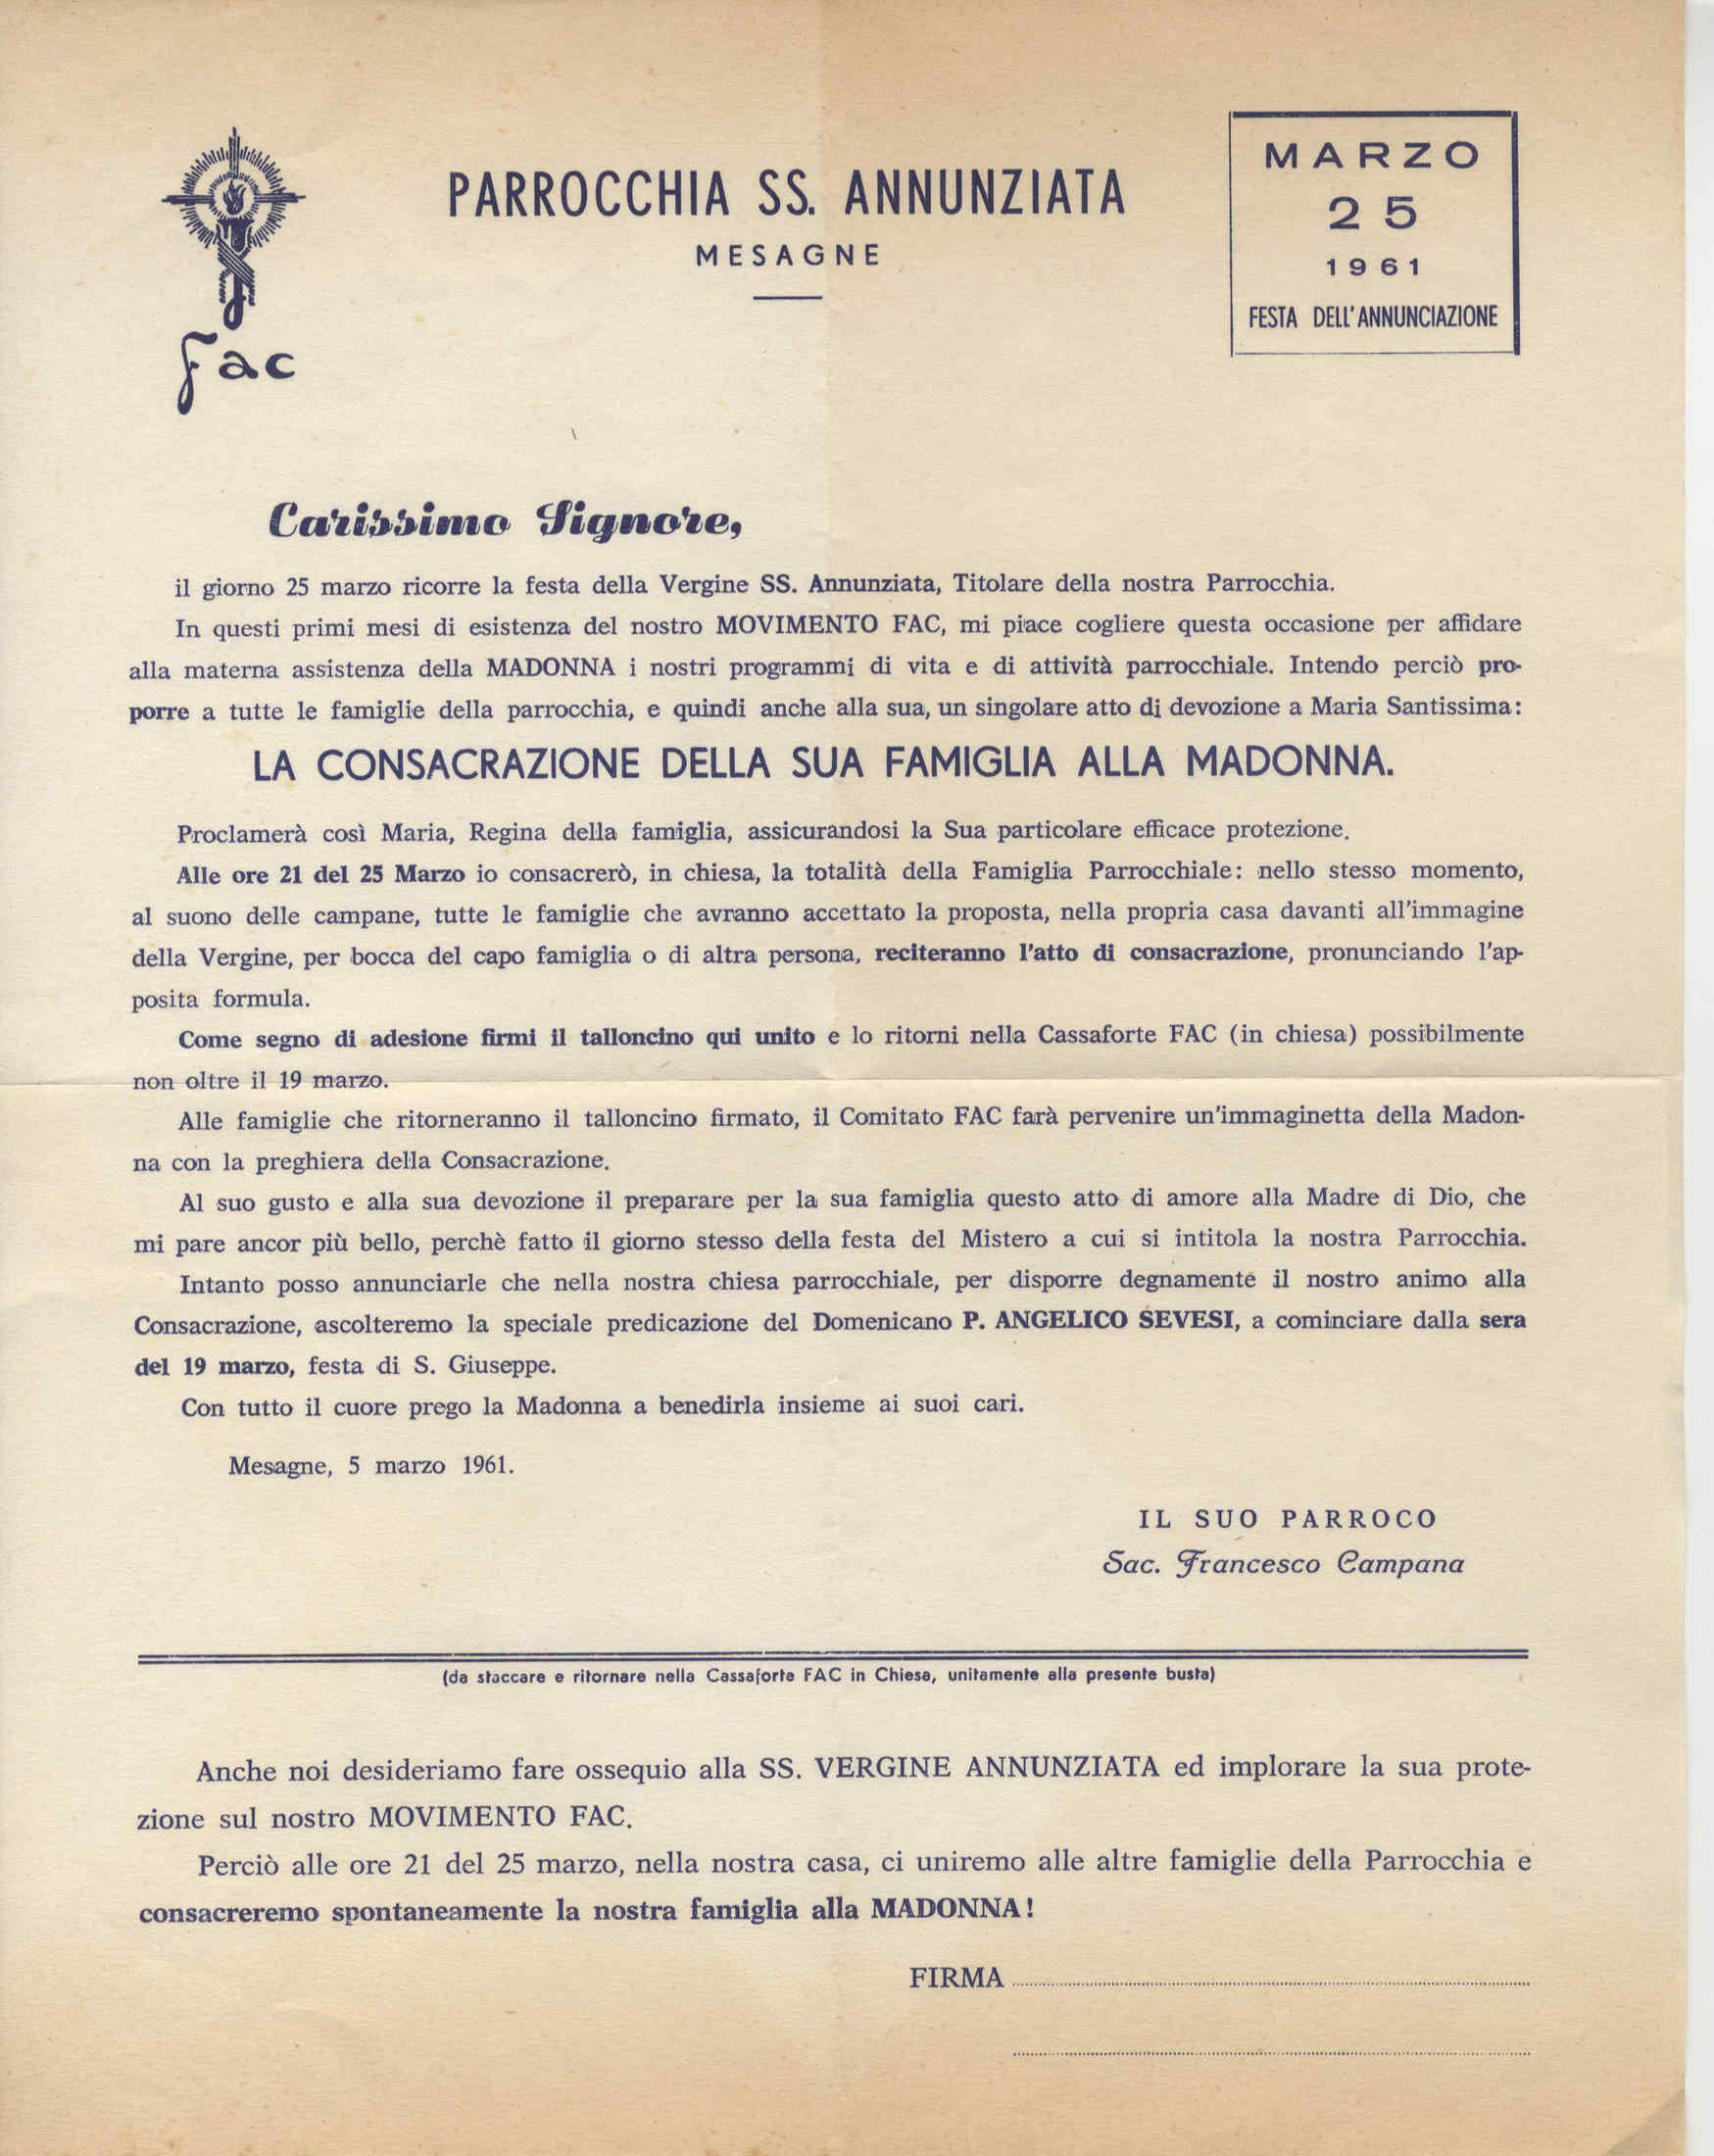 PARROCCHIA SS. ANNUNZIATA
MESAGNE
MARZO
25
1961
FESTA DELL'ANNUNCIAZIONE
Fac
Carissimo Signore,
il giorno 25 marzo ricorre la festa della Vergine SS. Annunziata, Titolare della nostra Parrocchia.
In questi primi mesi di esistenza del nostro MOVIMENTO FAC, mi piace cogliere questa occasione per affidare
alla materna assistenza della MADONNA i nostri programmi di vita e di attività parrocchiale. Intendo perciò pro-
porre a tutte le famiglie della parrocchia, e quindi anche alla sua, un singolare atto di devozione a Maria Santissima:
LA CONSACRAZIONE DELLA SUA FAMIGLIA ALLA MADONNA.
Proclamerà così Maria, Regina della famiglia, assicurandosi la Sua particolare efficace protezione.
Alle ore 21 del 25 Marzo io consacrerò, in chiesa, la totalità della Famiglia Parrocchiale: nello stesso momento,
al suono delle campane, tutte le famiglie che avranno accettato la proposta, nella propria casa davanti all'immagine
della Vergine, per bocca del capo famiglia o di altra persona, reciteranno l'atto di consacrazione, pronunciando l'ap-
posita formula.
Come segno di adesione firmi il talloncino qui unito e lo ritorni nella Cassaforte FAC (in chiesa) possibilmente
non oltre il 19 marzo.
Alle famiglie che ritorneranno il talloncino firmato, il Comitato FAC farà pervenire un'immaginetta della Madon-
na con la preghiera della Consacrazione.
Al suo gusto e alla sua devozione il preparare per la sua famiglia questo atto di amore alla Madre di Dio, che
mi pare ancor più bello, perchè fatto il giorno stesso della festa del Mistero a cui si intitola la nostra Parrocchia.
Intanto posso annunciarle che nella nostra chiesa parrocchiale, per disporre degnamente il nostro animo alla
Consacrazione, ascolteremo la speciale predicazione del Domenicano P. ANGELICO SEVESI, a cominciare dalla sera
del 19 marzo, festa di S. Giuseppe.
Con tutto il cuore prego la Madonna a benedirla insieme ai suoi cari.
Mesagne, 5 marzo 1961.
IL SUO PARROCO
Sac. Francesco Campana
(da staccare e ritornare nella Cassaforte FAC in Chiesa, unitamente alla presente busta)
Anche noi desideriamo fare ossequio alla SS. VERGINE ANNUNZIATA ed implorare la sua prote-
zione sul nostro MOVIMENTO FAC.
Perciò alle ore 21 del 25 marzo, nella nostra casa, ci uniremo alle altre famiglie della Parrocchia e
consacreremo spontaneamente la nostra famiglia alla MADONNA!
FIRMA